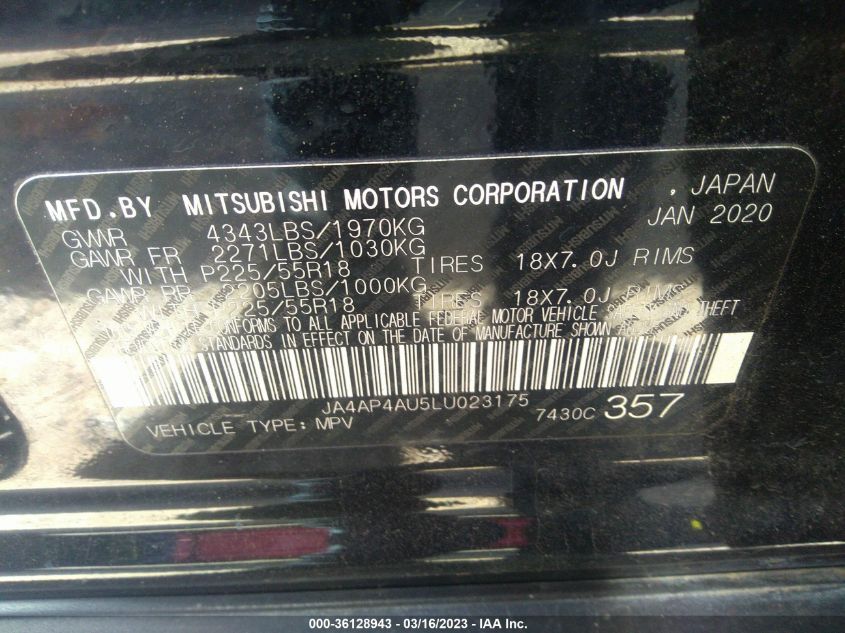 MFD.BY MITSUBISHI MOTORS CORPORATION , JAPAN
GVWR 4343LBS/1970KG JAN 2020
GAWR FR 2271LBS/1030KG
WITH P225/55R18 TIRES 18X7.0J RIMS
GAWR RR 2205LBS/1000KG
WITH P225/55R18 TIRES 18X7.0J RIMS
CONFORMS TO ALL APPLICABLE FEDERAL MOTOR VEHICLE THEFT
STANDARDS IN EFFECT ON THE DATE OF MANUFACTURE SHOWN
JA4AP4AU5LU023175
VEHICLE TYPE: MPV 7430C 357
000-36128943 - 03/16/2023 - IAA Inc.